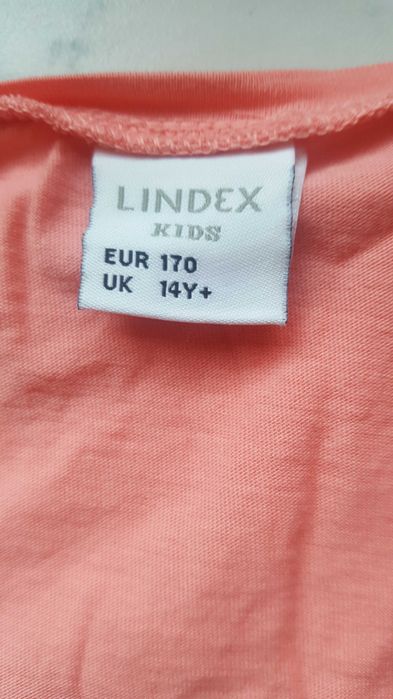 LINDEX
KIDS
EUR 170
UK 14Y+